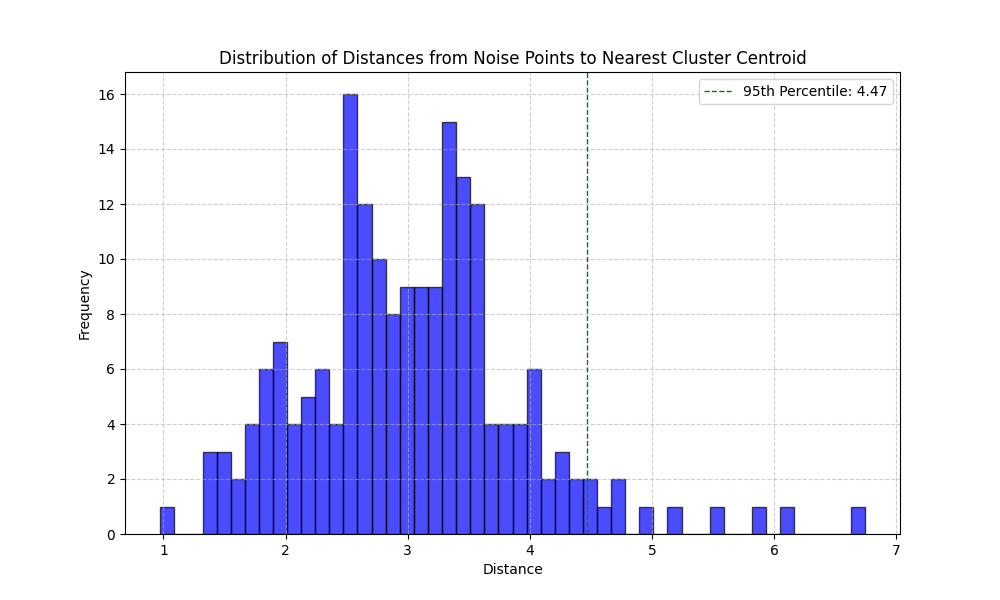 Distribution of Distances from Noise Points to Nearest Cluster Centroid
95th Percentile: 4.47
16
14
12
10
8
6
4
2
0
Frequency
1 2 3 4 5 6 7
Distance